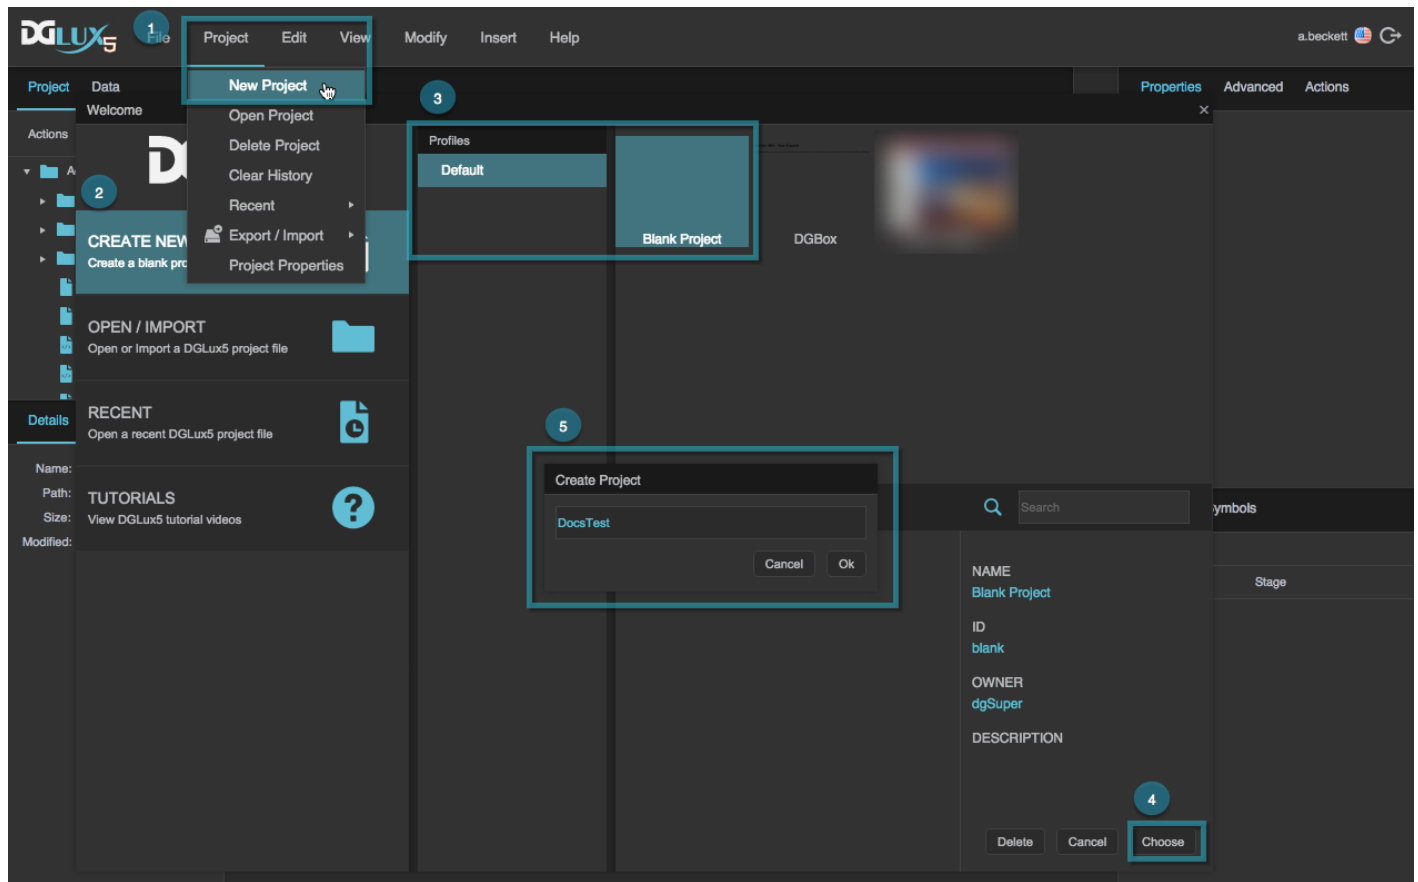 DGLUX5
1
File Project Edit View Modify Insert Help
a.beckett
Project Data
New Project
Properties Advanced Actions
Welcome
3
×
Open Project
Actions
Delete Project
Profiles
Clear History
Default
2
Recent
CREATE NEW
Export / Import
Blank Project
DGBox
Create a blank pro
Project Properties
OPEN / IMPORT
Open or Import a DGLux5 project file
RECENT
Open a recent DGLux5 project file
Details
5
Name:
Path:
Size:
Modified:
TUTORIALS
View DGLux5 tutorial videos
?
Create Project
DocsTest
Cancel Ok
Search
ymbols
Stage
NAME
Blank Project
ID
blank
OWNER
dgSuper
DESCRIPTION
4
Delete Cancel Choose